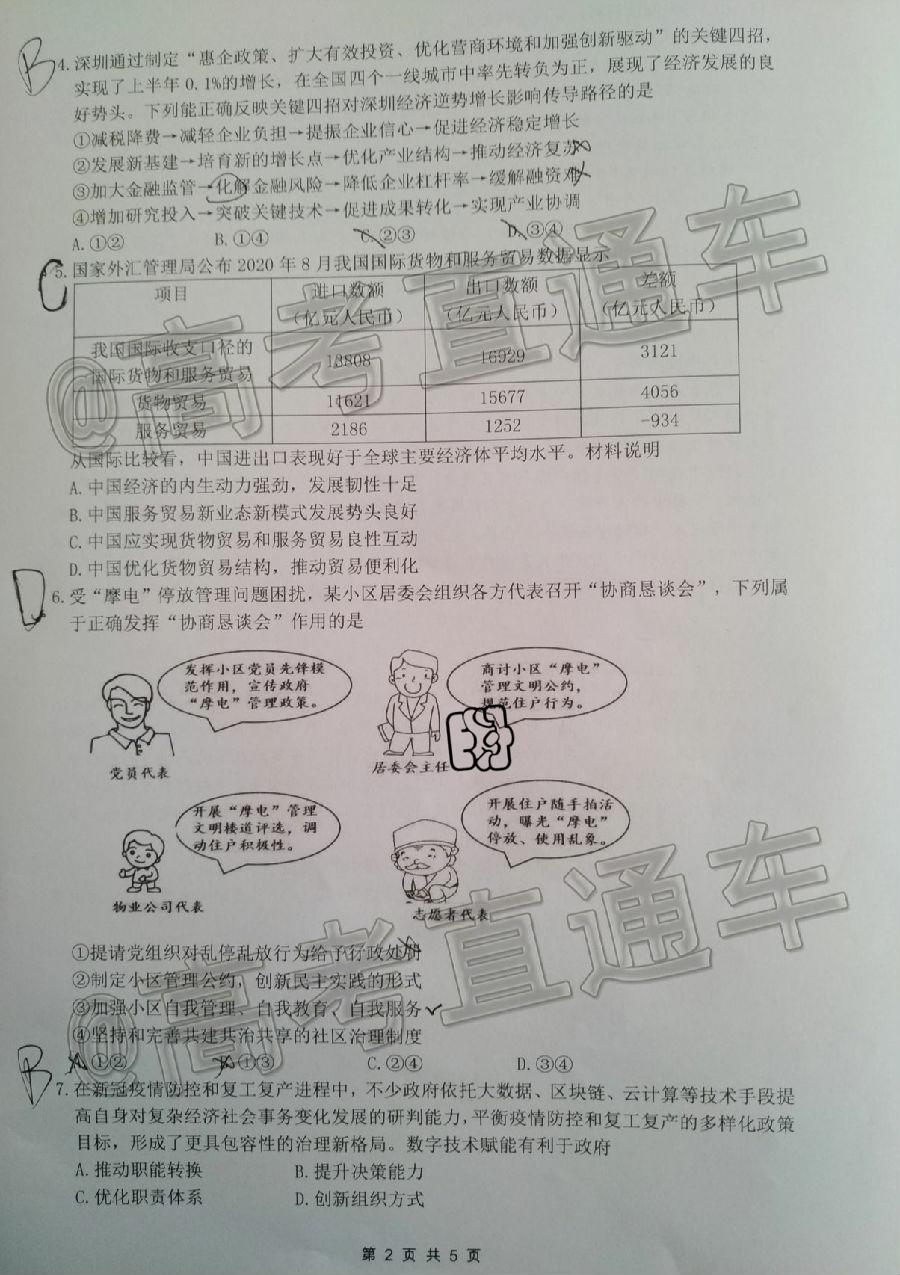 B
4.深圳通过制定“惠企政策、扩大有效投资、优化营商环境和加强创新驱动”的关键四招，
实现了上半年 0.1%的增长，在全国四个一线城市中率先转负为正，展现了经济发展的良
好势头。下列能正确反映关键四招对深圳经济逆势增长影响传导路径的是
①减税降费→减轻企业负担→提振企业信心→促进经济稳定增长
②发展新基建→培育新的增长点→优化产业结构→推动经济复苏
③加大金融监管→化解金融风险→降低企业杠杆率→缓解融资难
④增加研究投入→突破关键技术→促进成果转化→实现产业协调
A.①② B.①④ C.②③ D.③④
C
5.国家外汇管理局公布 2020 年 8 月我国国际货物和服务贸易数据显示
项目 进口数额 出口数额 差额
（亿元人民币） （亿元人民币） （亿元人民币）
我国国际收支口径的
国际货物和服务贸易 13808 16929 3121
货物贸易 11621 15677 4056
服务贸易 2186 1252 -934
从国际比较看，中国进出口表现好于全球主要经济体平均水平。材料说明
A.中国经济的内生动力强劲，发展韧性十足
B.中国服务贸易新业态新模式发展势头良好
C.中国应实现货物贸易和服务贸易良性互动
D.中国优化货物贸易结构，推动贸易便利化
@高考直通车
D
6.受“摩电”停放管理问题困扰，某小区居委会组织各方代表召开“协商恳谈会”，下列属
于正确发挥“协商恳谈会”作用的是
发挥小区党员先锋模
范作用，宣传政府
“摩电”管理政策。
党员代表
商讨小区“摩电”
管理文明公约，
规范住户行为。
居委会主任
开展“摩电”管理
文明楼道评选，调
动住户积极性。
物业公司代表
开展住户随手拍活
动，曝光“摩电”
停放、使用乱象。
志愿者代表
①提请党组织对乱停乱放行为给予行政处罚
②制定小区管理公约，创新民主实践的形式
③加强小区自我管理、自我教育、自我服务
④坚持和完善共建共治共享的社区治理制度
A.①② B.①③ C.②④ D.③④
@高考直通车
B
7.在新冠疫情防控和复工复产进程中，不少政府依托大数据、区块链、云计算等技术手段提
高自身对复杂经济社会事务变化发展的研判能力,平衡疫情防控和复工复产的多样化政策
目标，形成了更具包容性的治理新格局。数字技术赋能有利于政府
A.推动职能转换 B.提升决策能力
C.优化职责体系 D.创新组织方式
第 2 页 共 5 页